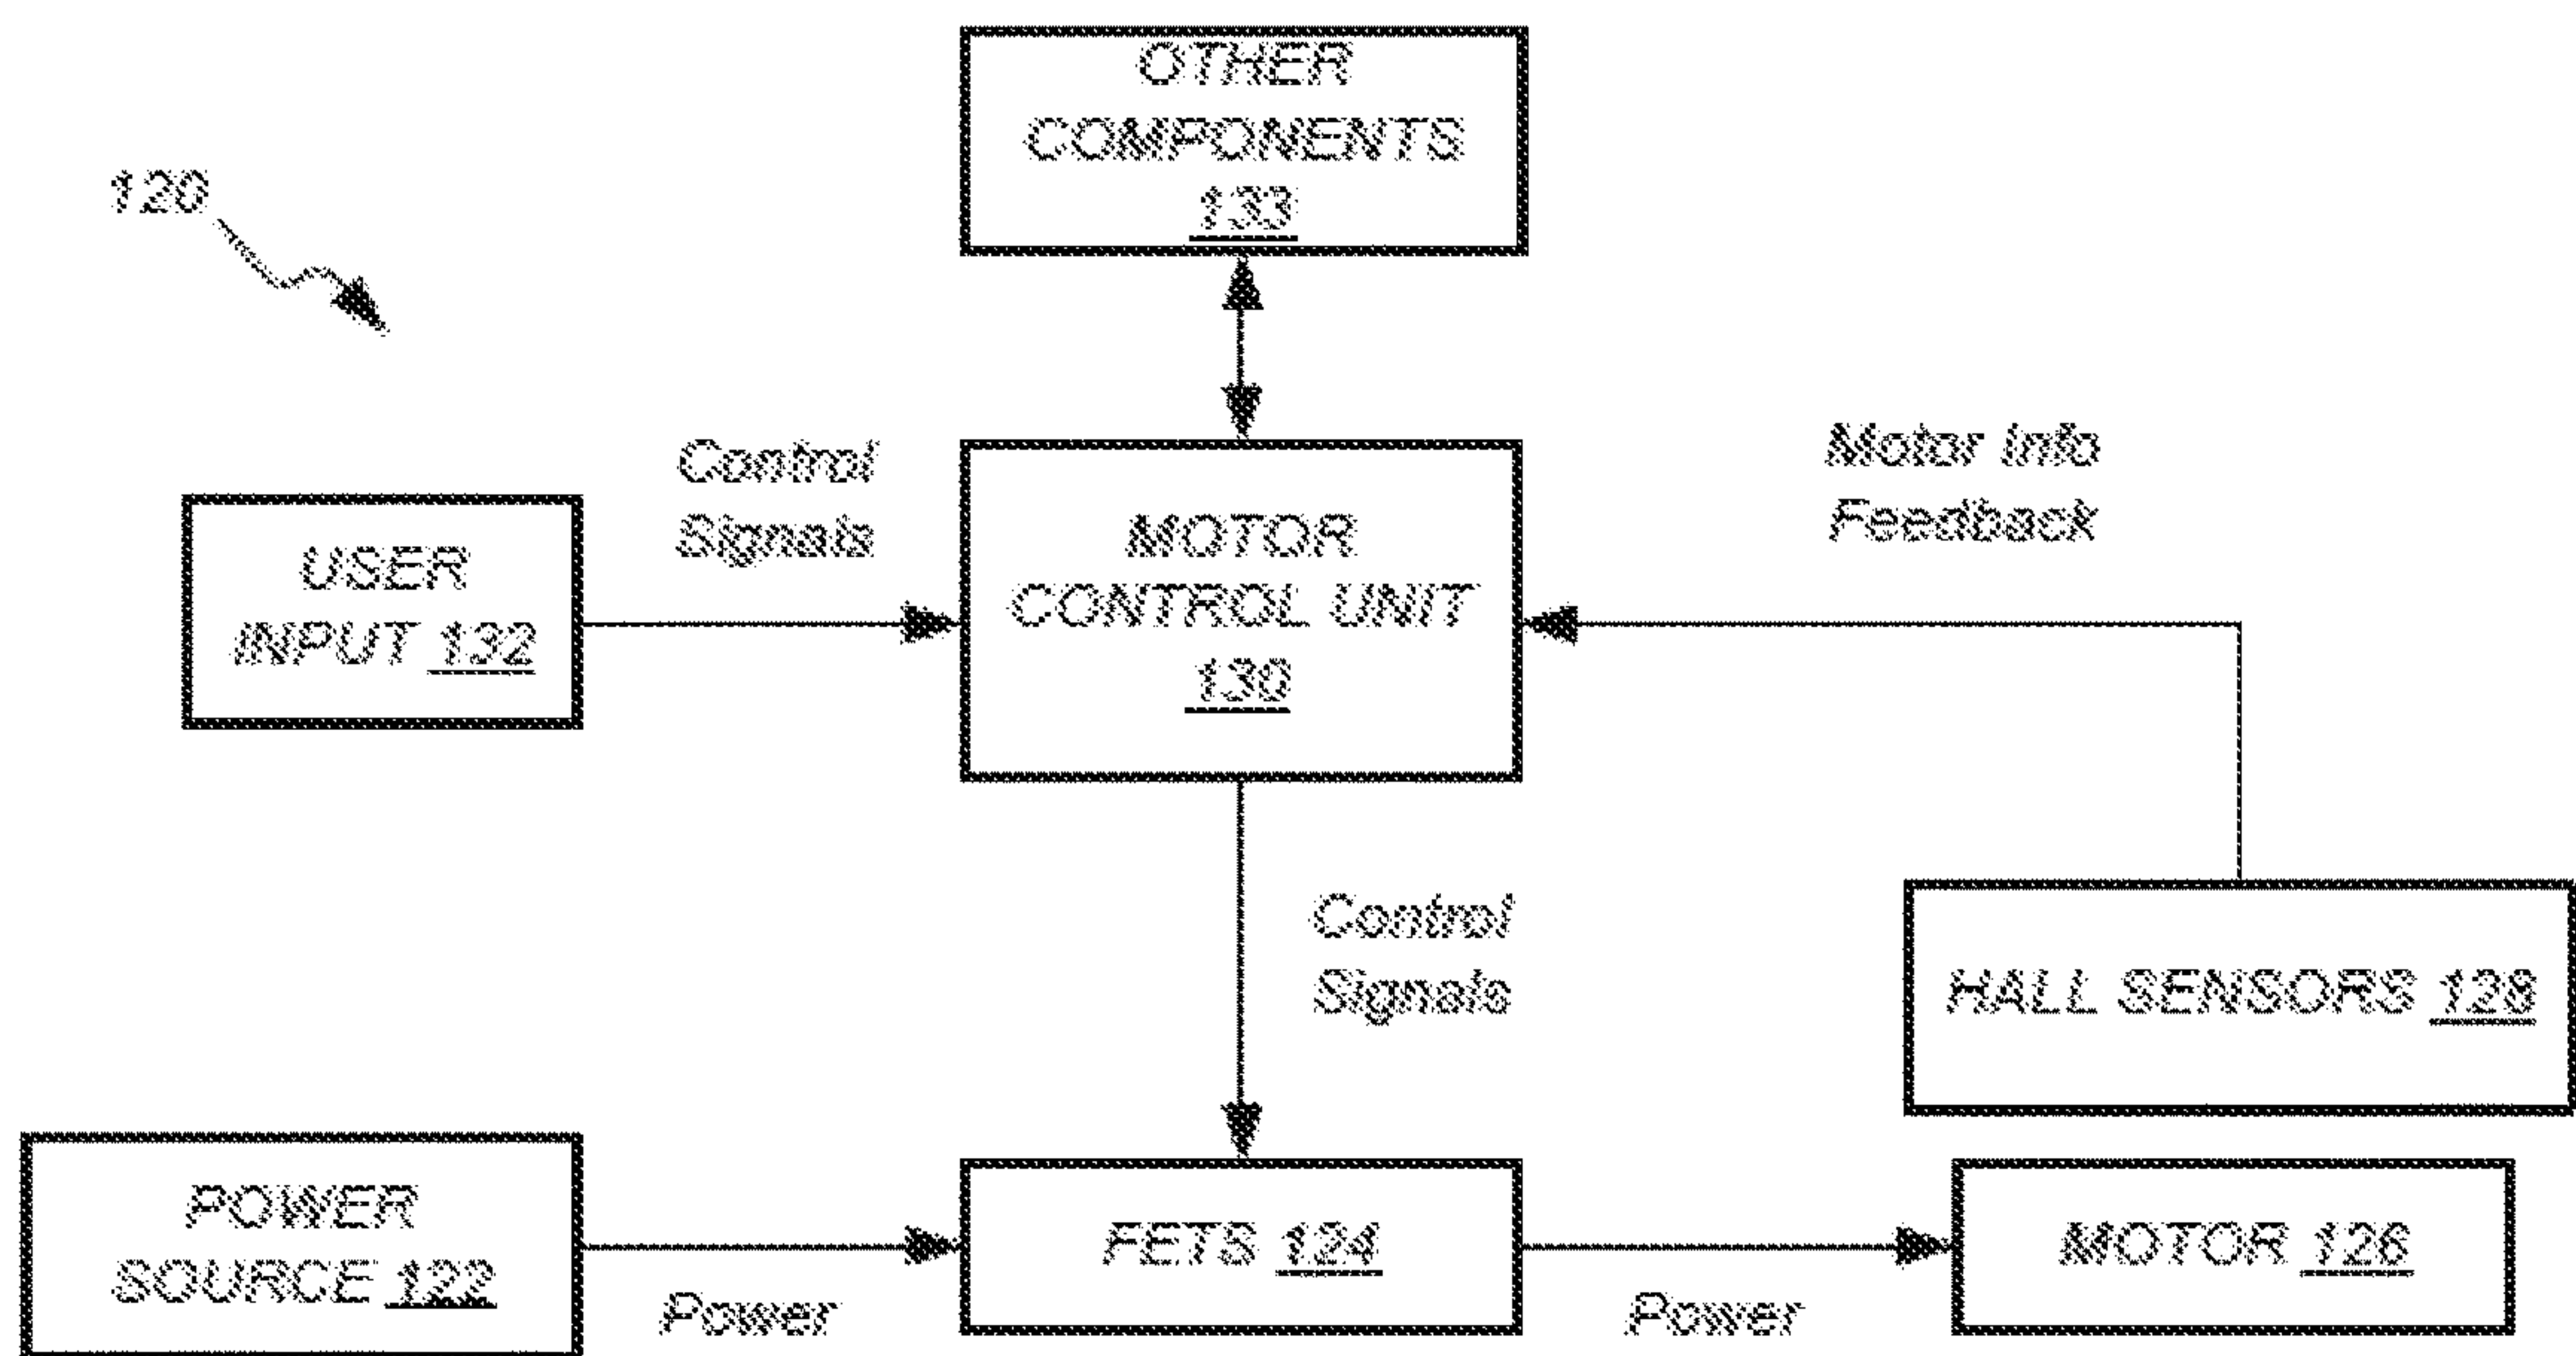 OTHER
COMPONENTS
133
120
Control
Signals
Motor Info
Feedback
USER
INPUT 132
MOTOR
CONTROL UNIT
130
Control
Signals
HALL SENSORS 128
POWER
SOURCE 122
Power
FETS 124
Power
MOTOR 126